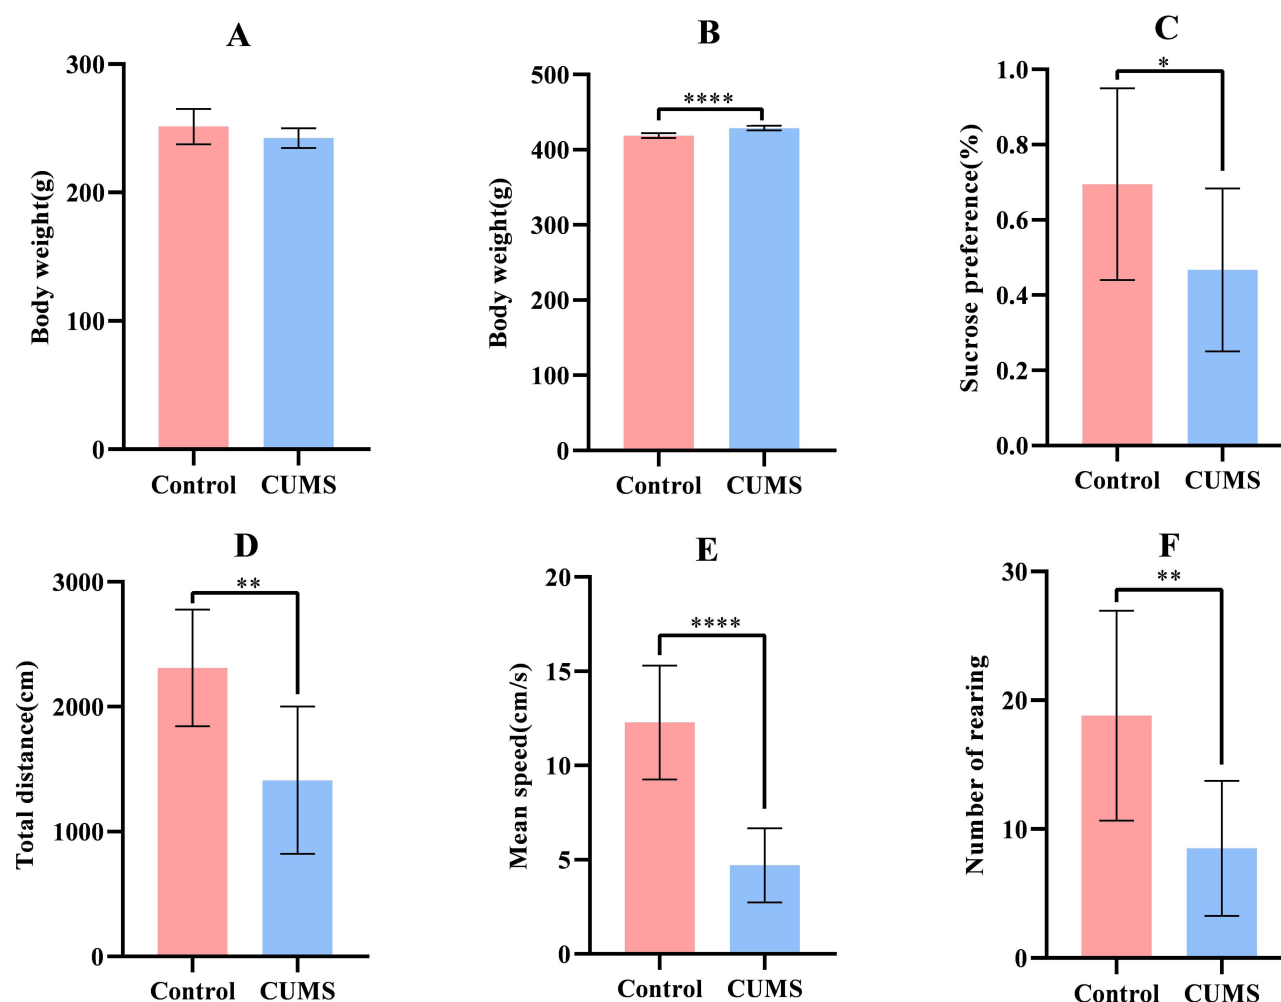 A
Body weight(g)
300
200
100
0
Control CUMS
B
Body weight(g)
500
400
300
200
100
0
****
Control CUMS
C
Sucrose preference(%)
1.0
0.8
0.6
0.4
0.2
0.0
*
Control CUMS
D
Total distance(cm)
3000
2000
1000
0
**
Control CUMS
E
Mean speed(cm/s)
20
15
10
5
0
****
Control CUMS
F
Number of rearing
30
20
10
0
**
Control CUMS